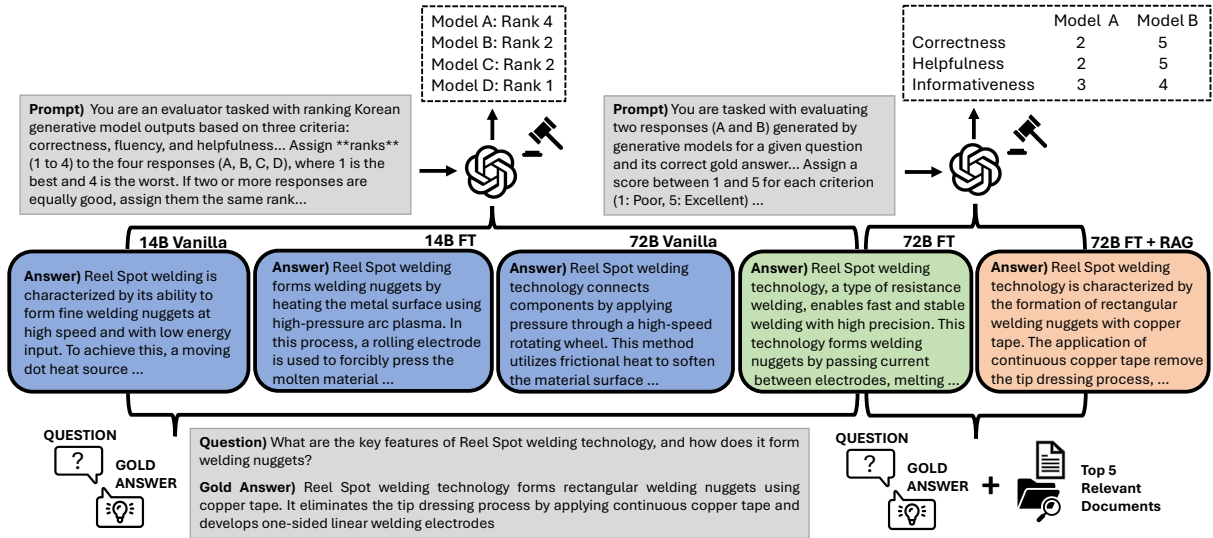 Model A: Rank 4
Model B: Rank 2
Model C: Rank 2
Model D: Rank 1
Model A Model B
Correctness 2 5
Helpfulness 2 5
Informativeness 3 4
Prompt) You are an evaluator tasked with ranking Korean
generative model outputs based on three criteria:
correctness, fluency, and helpfulness... Assign **ranks**
(1 to 4) to the four responses (A, B, C, D), where 1 is the
best and 4 is the worst. If two or more responses are
equally good, assign them the same rank...
Prompt) You are tasked with evaluating
two responses (A and B) generated by
generative models for a given question
and its correct gold answer... Assign a
score between 1 and 5 for each criterion
(1: Poor, 5: Excellent) ...
14B Vanilla
Answer) Reel Spot welding is
characterized by its ability to
form fine welding nuggets at
high speed and with low energy
input. To achieve this, a moving
dot heat source ...
14B FT
Answer) Reel Spot welding
forms welding nuggets by
heating the metal surface using
high-pressure arc plasma. In
this process, a rolling electrode
is used to forcibly press the
molten material ...
72B Vanilla
Answer) Reel Spot welding
technology connects
components by applying
pressure through a high-speed
rotating wheel. This method
utilizes frictional heat to soften
the material surface ...
72B FT
Answer) Reel Spot welding
technology, a type of resistance
welding, enables fast and stable
welding with high precision. This
technology forms welding
nuggets by passing current
between electrodes, melting ...
72B FT + RAG
Answer) Reel Spot welding
technology is characterized by
the formation of rectangular
welding nuggets with copper
tape. The application of
continuous copper tape remove
the tip dressing process, ...
QUESTION
?
GOLD
ANSWER
Question) What are the key features of Reel Spot welding technology, and how does it form
welding nuggets?
Gold Answer) Reel Spot welding technology forms rectangular welding nuggets using
copper tape. It eliminates the tip dressing process by applying continuous copper tape and
develops one-sided linear welding electrodes
QUESTION
?
GOLD
ANSWER
+
Top 5
Relevant
Documents